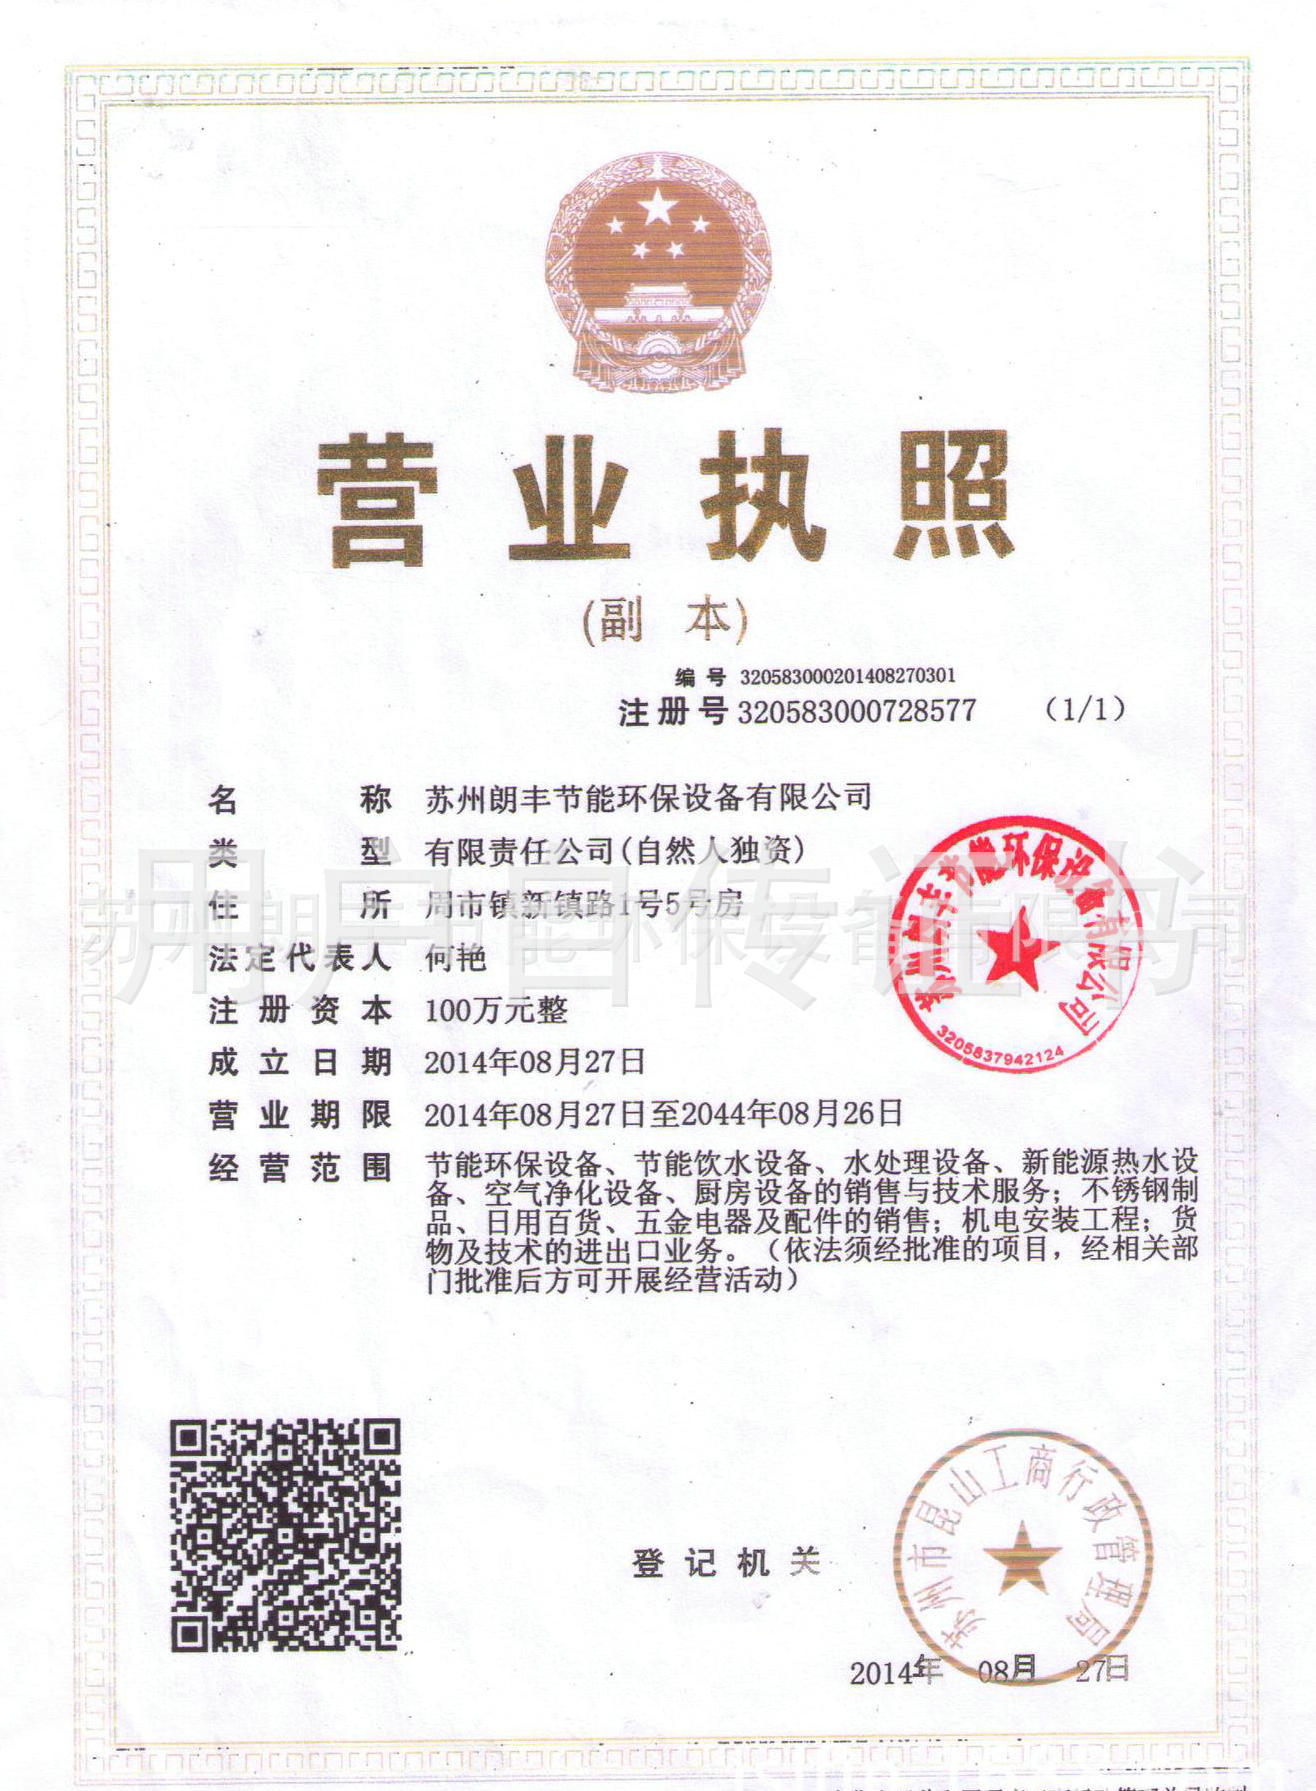 营业执照
(副 本)
编 号 320583000201408270301
注 册 号 320583000728577 （1/1）
名 称 苏州朗丰节能环保设备有限公司
类 型 有限责任公司(自然人独资)
住 所 周市镇新镇路1号5号房
法定代表人 何艳
注 册 资 本 100万元整
成 立 日 期 2014年08月27日
营 业 期 限 2014年08月27日至2044年08月26日
经 营 范 围 节能环保设备、节能饮水设备、水处理设备、新能源热水设
备、空气净化设备、厨房设备的销售与技术服务；不锈钢制
品、日用百货、五金电器及配件的销售；机电安装工程；货
物及技术的进出口业务。（依法须经批准的项目，经相关部
门批准后方可开展经营活动）
苏州朗丰节能环保设备有限公司
3205837942124
用户自传证书
苏州朗丰节能环保设备有限公司
登 记 机 关
苏州市昆山工商行政管理局
2014年 08月 27日